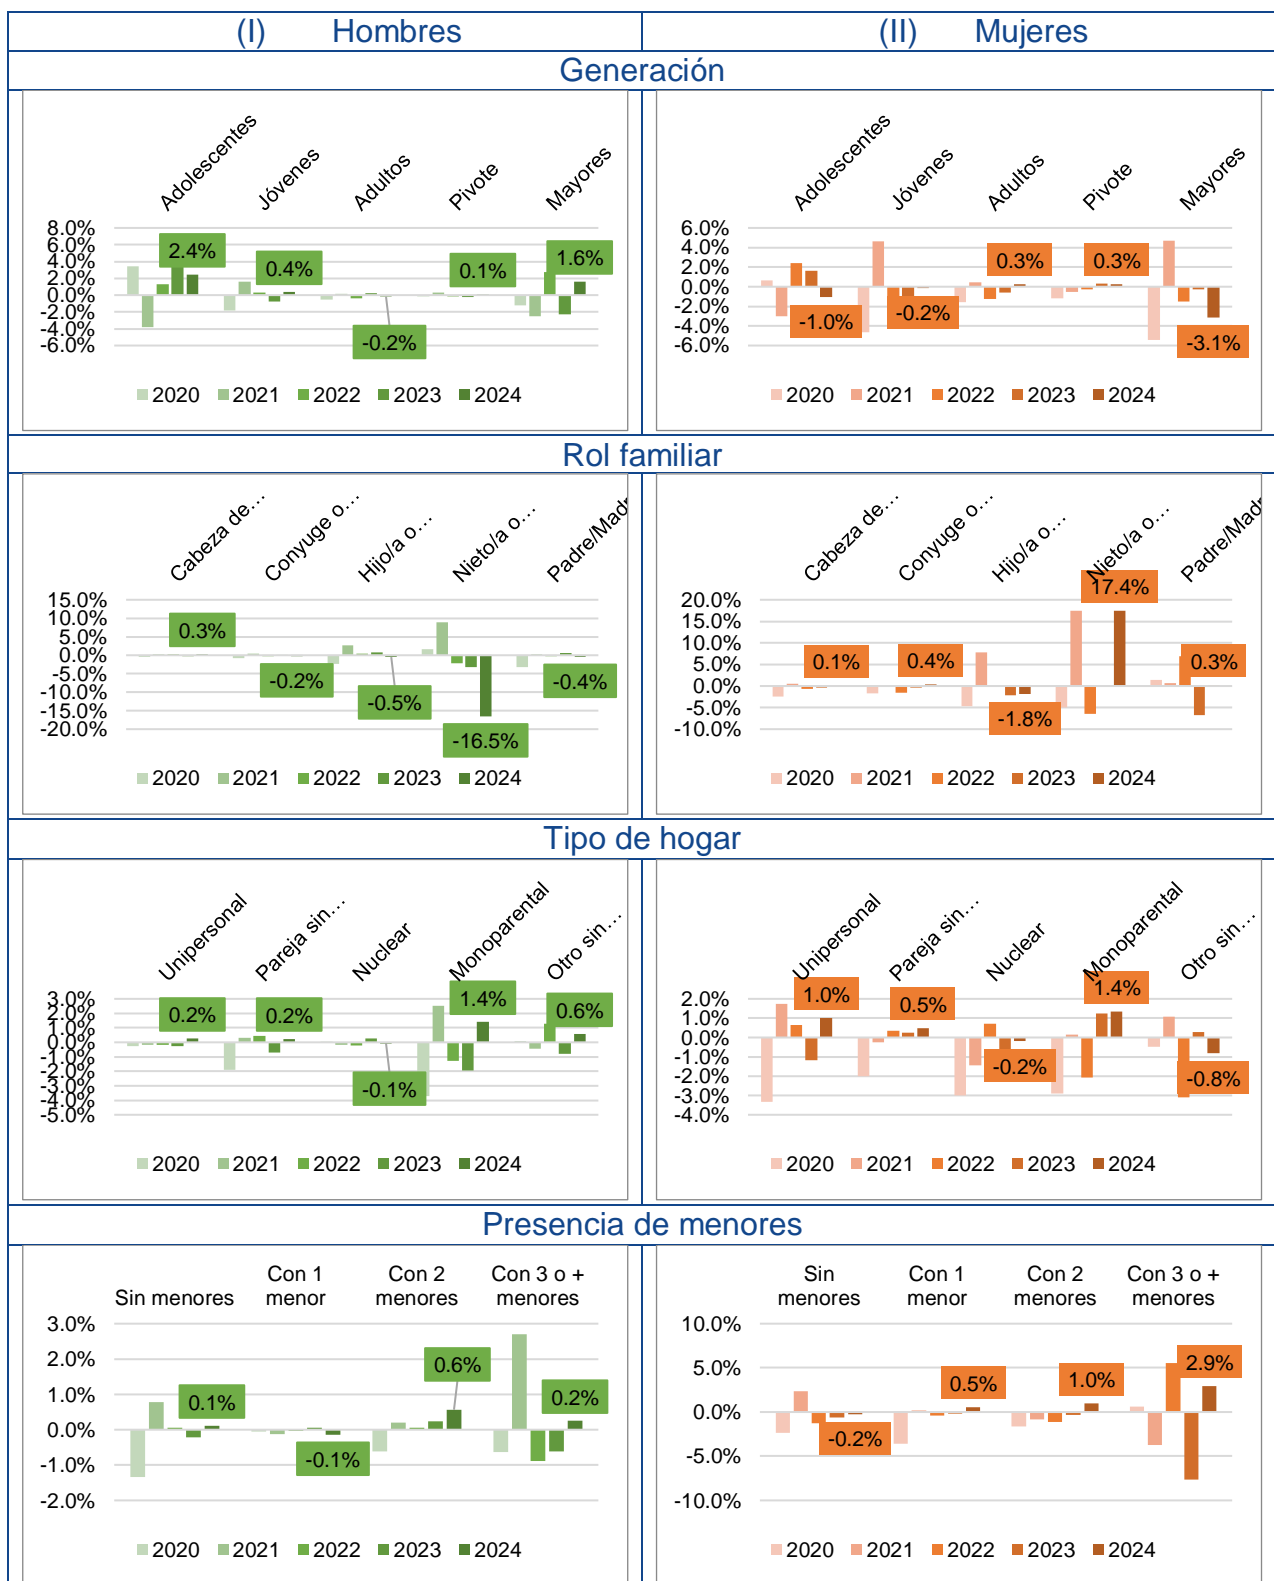 (I) Hombres
(II) Mujeres
Generación
Adolescentes
Jóvenes
Adultos
Pivote
Mayores
8.0%
6.0%
4.0%
2.0%
0.0%
-2.0%
-4.0%
-6.0%
2.4%
0.4%
-0.2%
0.1%
1.6%
2020 2021 2022 2023 2024
Adolescentes
Jóvenes
Adultos
Pivote
Mayores
6.0%
4.0%
2.0%
0.0%
-2.0%
-4.0%
-6.0%
-1.0%
-0.2%
0.3%
0.3%
-3.1%
2020 2021 2022 2023 2024
Rol familiar
Cabeza de...
Conyuge o...
Hijo/a o...
Nieto/a o...
Padre/Madr
15.0%
10.0%
5.0%
0.0%
-5.0%
-10.0%
-15.0%
-20.0%
0.3%
-0.2%
-0.5%
-16.5%
-0.4%
2020 2021 2022 2023 2024
Cabeza de...
Conyuge o...
Hijo/a o...
Nieto/a o...
Padre/Madr
20.0%
15.0%
10.0%
5.0%
0.0%
-5.0%
-10.0%
0.1%
0.4%
-1.8%
17.4%
0.3%
2020 2021 2022 2023 2024
Tipo de hogar
Unipersonal
Pareja sin...
Nuclear
Monoparental
Otro sin...
3.0%
2.0%
1.0%
0.0%
-1.0%
-2.0%
-3.0%
-4.0%
-5.0%
0.2%
0.2%
-0.1%
1.4%
0.6%
2020 2021 2022 2023 2024
Unipersonal
Pareja sin...
Nuclear
Monoparental
Otro sin...
2.0%
1.0%
0.0%
-1.0%
-2.0%
-3.0%
-4.0%
1.0%
0.5%
-0.2%
1.4%
-0.8%
2020 2021 2022 2023 2024
Presencia de menores
Sin menores
Con 1
menor
Con 2
menores
Con 3 o +
menores
3.0%
2.0%
1.0%
0.0%
-1.0%
-2.0%
0.1%
-0.1%
0.6%
0.2%
2020 2021 2022 2023 2024
Sin
menores
Con 1
menor
Con 2
menores
Con 3 o +
menores
10.0%
5.0%
0.0%
-5.0%
-10.0%
-0.2%
0.5%
1.0%
2.9%
2020 2021 2022 2023 2024